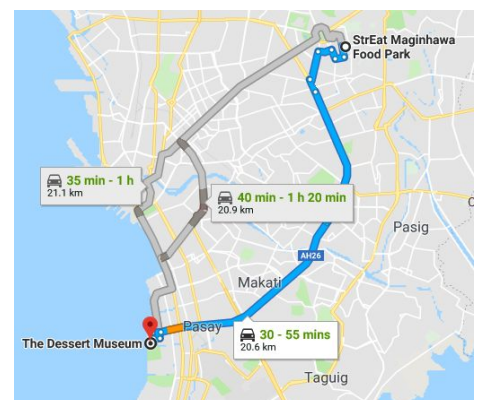 StrEat Maginhawa
Food Park
35 min - 1 h
21.1 km
40 min - 1 h 20 min
20.9 km
Pasig
AH26
Makati
Pasay
The Dessert Museum
30 - 55 mins
20.6 km
Taguig